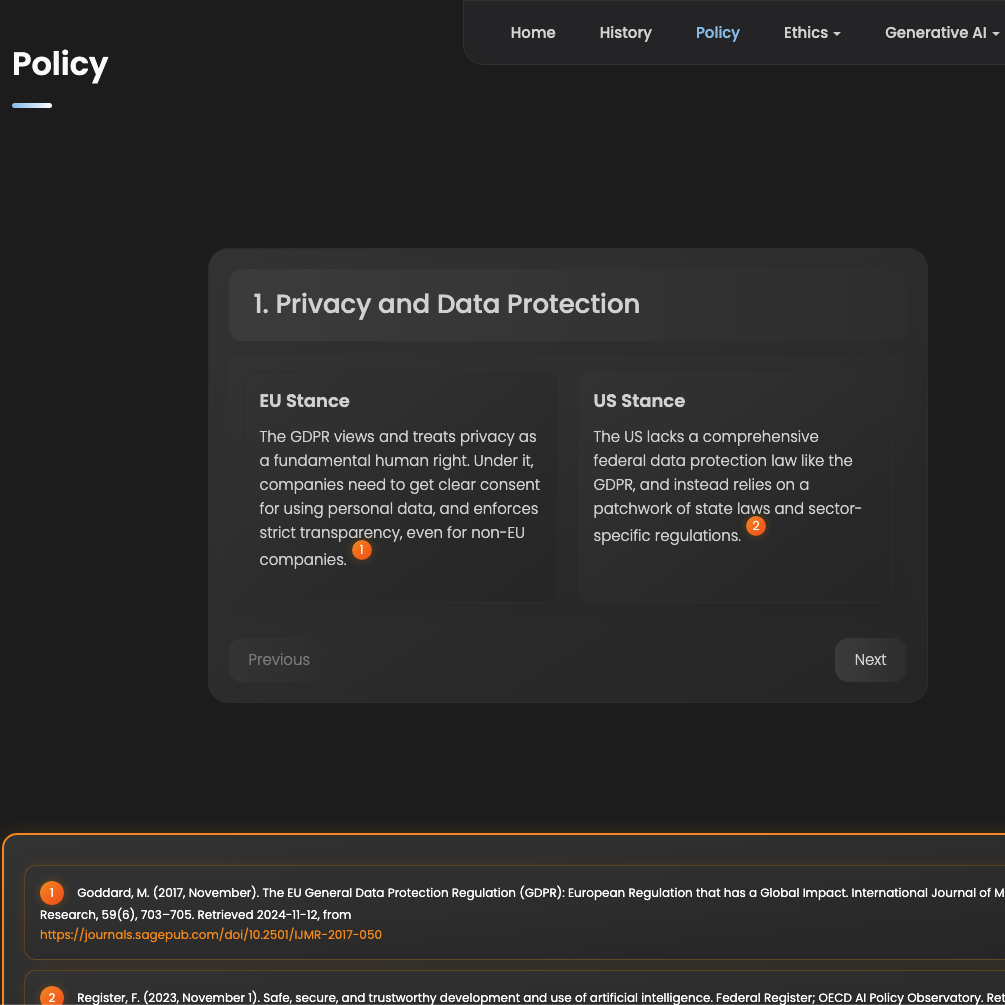 Home History Policy Ethics Generative AI
Policy
1. Privacy and Data Protection
EU Stance
The GDPR views and treats privacy as
a fundamental human right. Under it,
companies need to get clear consent
for using personal data, and enforces
strict transparency, even for non-EU
companies. 1
US Stance
The US lacks a comprehensive
federal data protection law like the
GDPR, and instead relies on a
patchwork of state laws and sector-
specific regulations. 2
Previous
Next
1 Goddard, M. (2017, November). The EU General Data Protection Regulation (GDPR): European Regulation that has a Global Impact. International Journal of M
Research, 59(6), 703–705. Retrieved 2024-11-12, from
https://journals.sagepub.com/doi/10.2501/IJMR-2017-050
2 Register, F. (2023, November 1). Safe, secure, and trustworthy development and use of artificial intelligence. Federal Register; OECD AI Policy Observatory. Ret